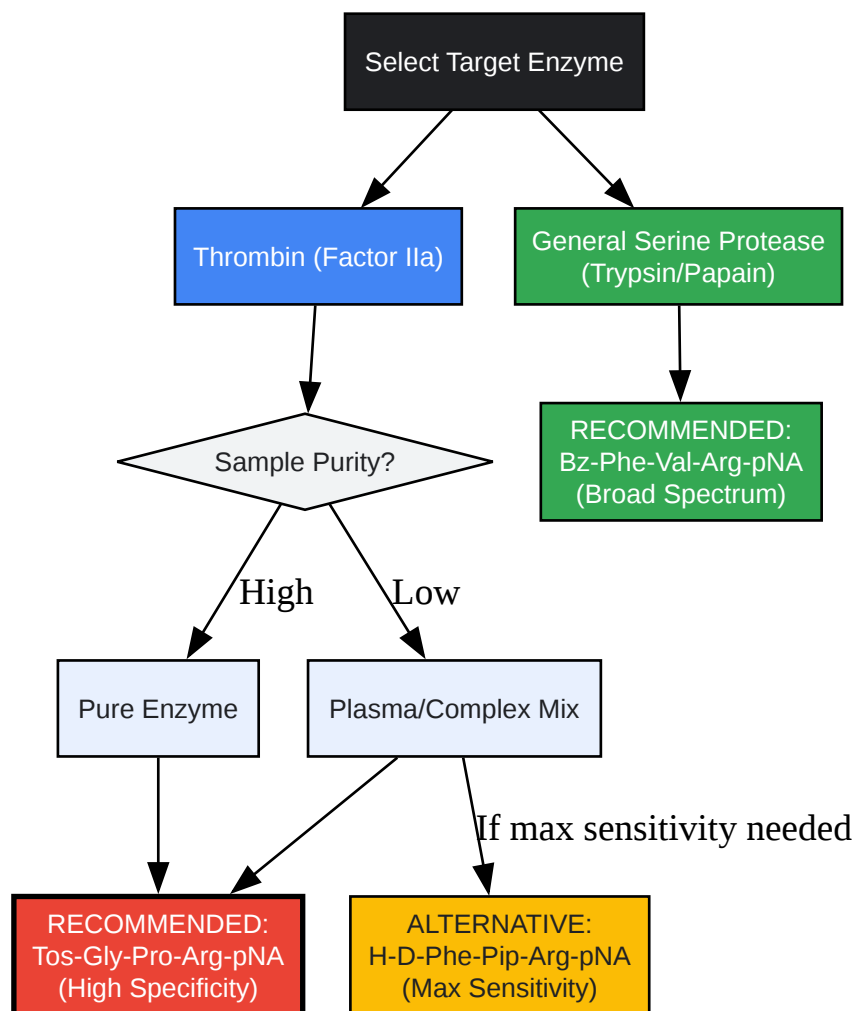 Select Target Enzyme
Thrombin (Factor IIa)
General Serine Protease
(Trypsin/Papain)
Sample Purity?
RECOMMENDED:
Bz-Phe-Val-Arg-pNA
(Broad Spectrum)
High
Low
Pure Enzyme
Plasma/Complex Mix
If max sensitivity needed
RECOMMENDED:
Tos-Gly-Pro-Arg-pNA
(High Specificity)
ALTERNATIVE:
H-D-Phe-Pip-Arg-pNA
(Max Sensitivity)